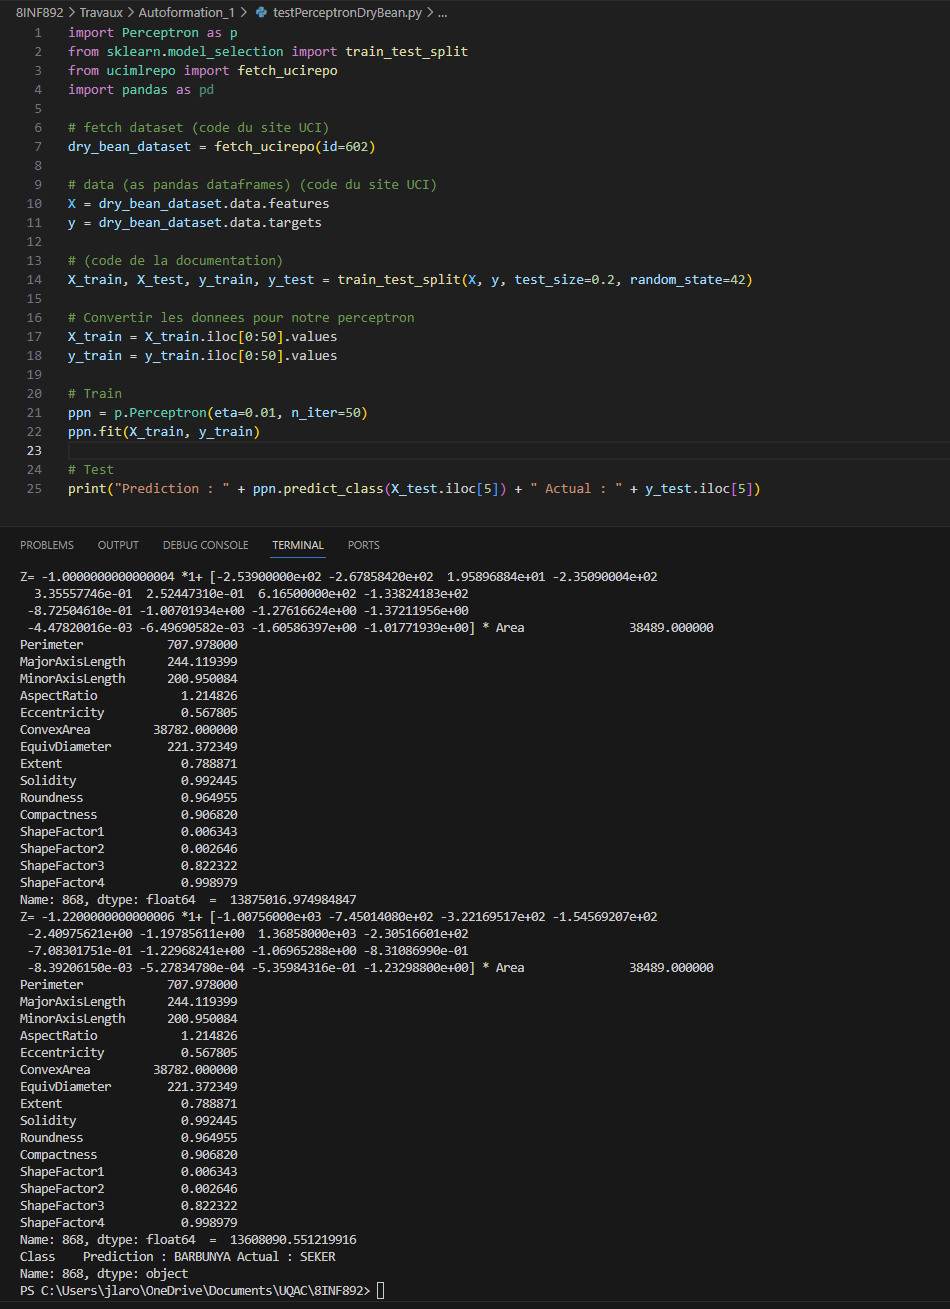 8INF892 > Travaux > Autoformation_1 > testPerceptronDryBean.py > ...
1 import Perceptron as p
2 from sklearn.model_selection import train_test_split
3 from ucimlrepo import fetch_ucirepo
4 import pandas as pd
5
6 # fetch dataset (code du site UCI)
7 dry_bean_dataset = fetch_ucirepo(id=602)
8
9 # data (as pandas dataframes) (code du site UCI)
10 X = dry_bean_dataset.data.features
11 y = dry_bean_dataset.data.targets
12
13 # (code de la documentation)
14 X_train, X_test, y_train, y_test = train_test_split(X, y, test_size=0.2, random_state=42)
15
16 # Convertir les donnees pour notre perceptron
17 X_train = X_train.iloc[0:50].values
18 y_train = y_train.iloc[0:50].values
19
20 # Train
21 ppn = p.Perceptron(eta=0.01, n_iter=50)
22 ppn.fit(X_train, y_train)
23
24 # Test
25 print("Prediction : " + ppn.predict_class(X_test.iloc[5]) + " Actual : " + y_test.iloc[5])
PROBLEMS OUTPUT DEBUG CONSOLE TERMINAL PORTS
Z= -1.0000000000000004 *1+ [-2.53900000e+02 -2.67858420e+02 1.95896884e+01 -2.35090004e+02
3.35557746e-01 2.52447310e-01 6.16500000e+02 -1.33824183e+02
-8.72504610e-01 -1.00701934e+00 -1.27616624e+00 -1.37211956e+00
-4.47820016e-03 -6.49690582e-03 -1.60586397e+00 -1.01771939e+00] * Area 38489.000000
Perimeter 707.978000
MajorAxisLength 244.119399
MinorAxisLength 200.950084
AspectRatio 1.214826
Eccentricity 0.567805
ConvexArea 38782.000000
EquivDiameter 221.372349
Extent 0.788871
Solidity 0.992445
Roundness 0.964955
Compactness 0.906820
ShapeFactor1 0.006343
ShapeFactor2 0.002646
ShapeFactor3 0.822322
ShapeFactor4 0.998979
Name: 868, dtype: float64 = 13875016.974984847
Z= -1.2200000000000006 *1+ [-1.00756000e+03 -7.45014080e+02 -3.22169517e+02 -1.54569207e+02
-2.40975621e+00 -1.19785611e+00 1.36858000e+03 -2.30516601e+02
-7.08301751e-01 -1.22968241e+00 -1.06965288e+00 -8.31086990e-01
-8.39206150e-03 -5.27834780e-04 -5.35984316e-01 -1.23298800e+00] * Area 38489.000000
Perimeter 707.978000
MajorAxisLength 244.119399
MinorAxisLength 200.950084
AspectRatio 1.214826
Eccentricity 0.567805
ConvexArea 38782.000000
EquivDiameter 221.372349
Extent 0.788871
Solidity 0.992445
Roundness 0.964955
Compactness 0.906820
ShapeFactor1 0.006343
ShapeFactor2 0.002646
ShapeFactor3 0.822322
ShapeFactor4 0.998979
Name: 868, dtype: float64 = 13608090.551219916
Class Prediction : BARBUNYA Actual : SEKER
Name: 868, dtype: object
PS C:\Users\jlaro\OneDrive\Documents\UQAC\8INF892>